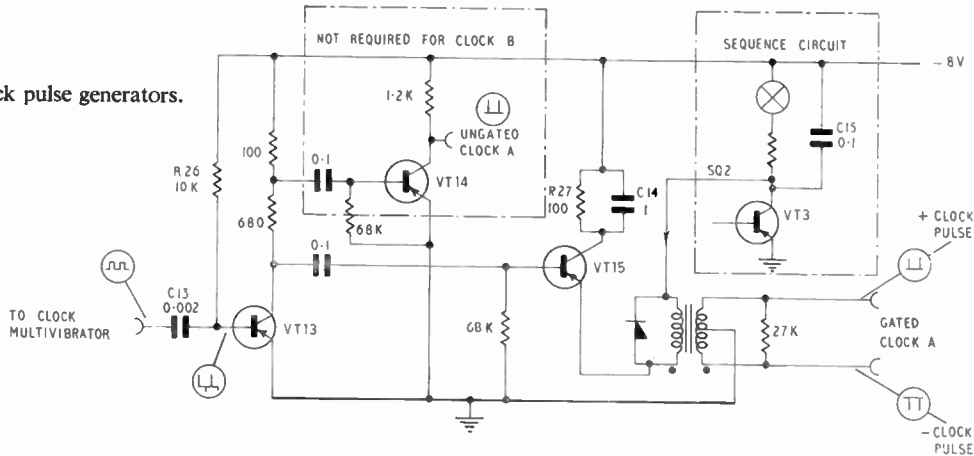 NOT REQUIRED FOR CLOCK B
SEQUENCE CIRCUIT
-8V
ck pulse generators.
1·2K
UNGATED
CLOCK A
C15
0·1
100
R26
10K
0·1
VT14
R27
100
C14
1
SQ2
VT3
680
68K
+ CLOCK
PULSE
0·1
VT15
TO CLOCK
MULTIVIBRATOR
C13
0·002
VT13
68K
27K
GATED
CLOCK A
- CLOCK
PULSE